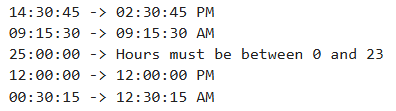 14:30:45 -> 02:30:45 PM
09:15:30 -> 09:15:30 AM
25:00:00 -> Hours must be between 0 and 23
12:00:00 -> 12:00:00 PM
00:30:15 -> 12:30:15 AM